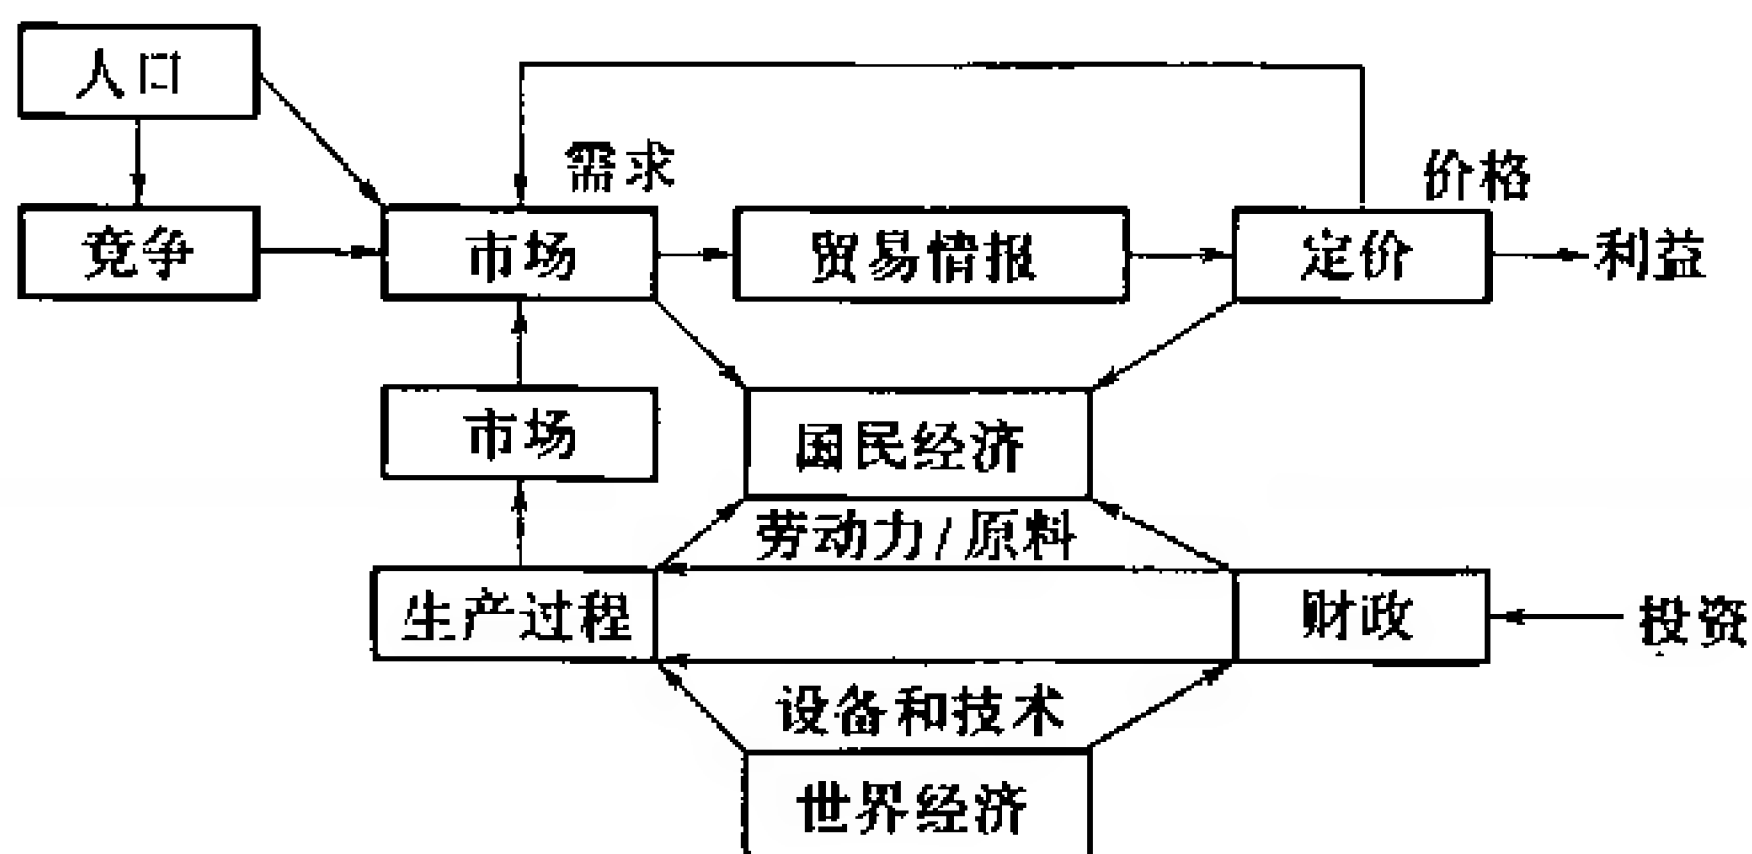 人口
需求
价格
竞争
市场
贸易情报
定价
利益
市场
国民经济
劳动力/原料
生产过程
财政
投资
设备和技术
世界经济